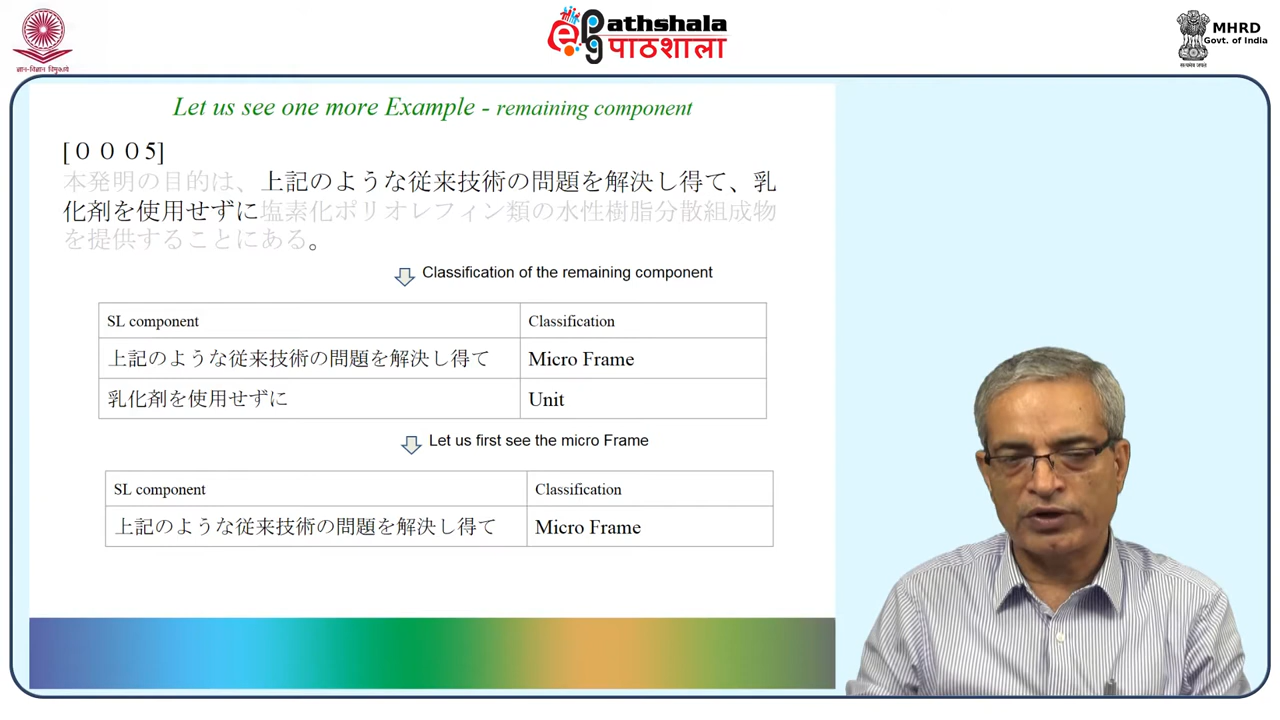 ज्ञान-विज्ञान विमुक्तये
epgathshala
पाठशाला
MHRD
Govt. of India
सत्यमेव जयते
Let us see one more Example - remaining component
[０００5]
本発明の目的は、上記のような従来技術の問題を解決し得て、乳
化剤を使用せずに塩素化ポリオレフィン類の水性樹脂分散組成物
を提供することにある。
Classification of the remaining component
SL component Classification
上記のような従来技術の問題を解決し得て Micro Frame
乳化剤を使用せずに Unit
Let us first see the micro Frame
SL component Classification
上記のような従来技術の問題を解決し得て Micro Frame